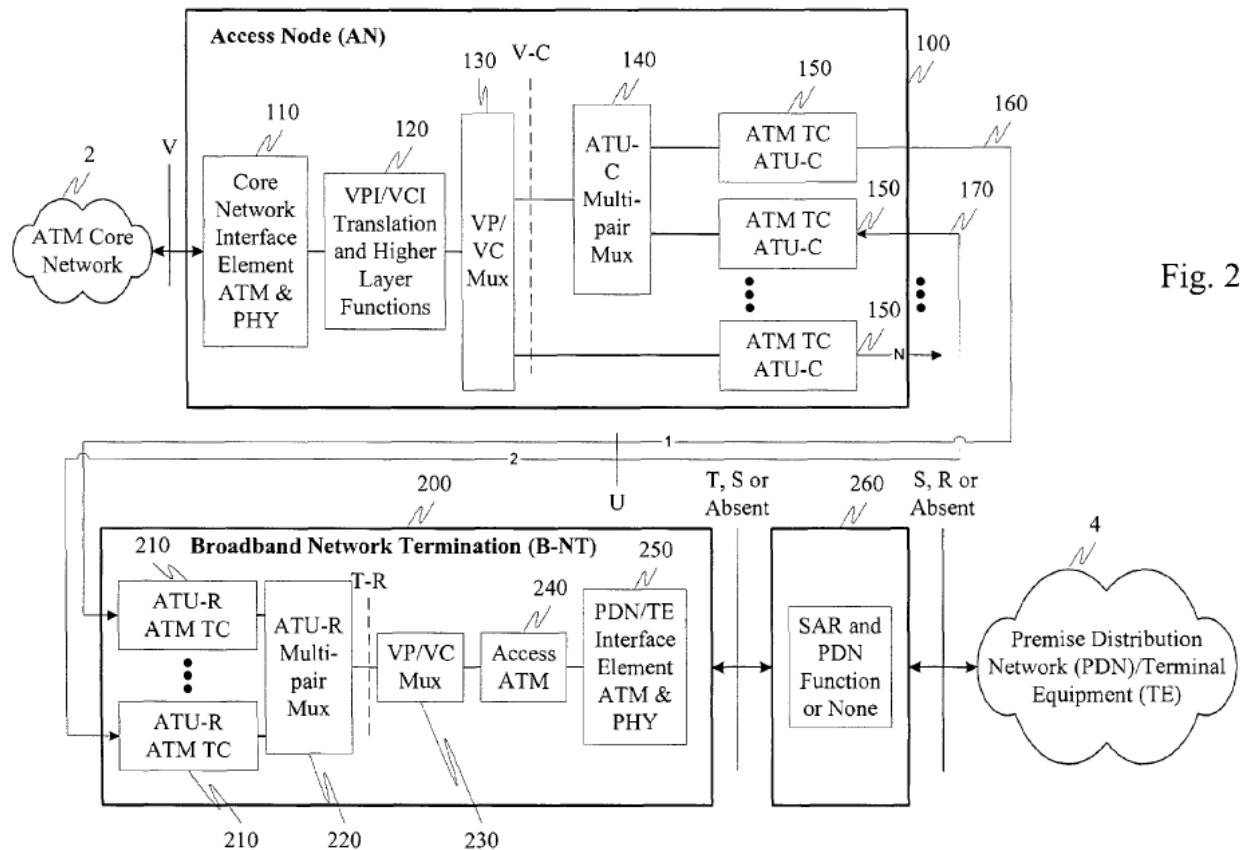 Access Node (AN)
V-C
100
130
140
150
160
110
120
V
2
ATM TC
ATU-C
ATU-
C
Multi-
pair
Mux
Core
Network
Interface
Element
ATM &
PHY
VPI/VCI
Translation
and Higher
Layer
Functions
VP/
VC
Mux
150
170
ATM Core
Network
ATM TC
ATU-C
Fig. 2
150
ATM TC
ATU-C
N
1
2
U
200
T, S or
Absent
260
S, R or
Absent
4
Broadband Network Termination (B-NT)
210
T-R
240
250
ATU-R
ATM TC
ATU-R
Multi-
pair
Mux
VP/VC
Mux
Access
ATM
PDN/TE
Interface
Element
ATM &
PHY
SAR and
PDN
Function
or None
Premise Distribution
Network (PDN)/Terminal
Equipment (TE)
ATU-R
ATM TC
210
220
230